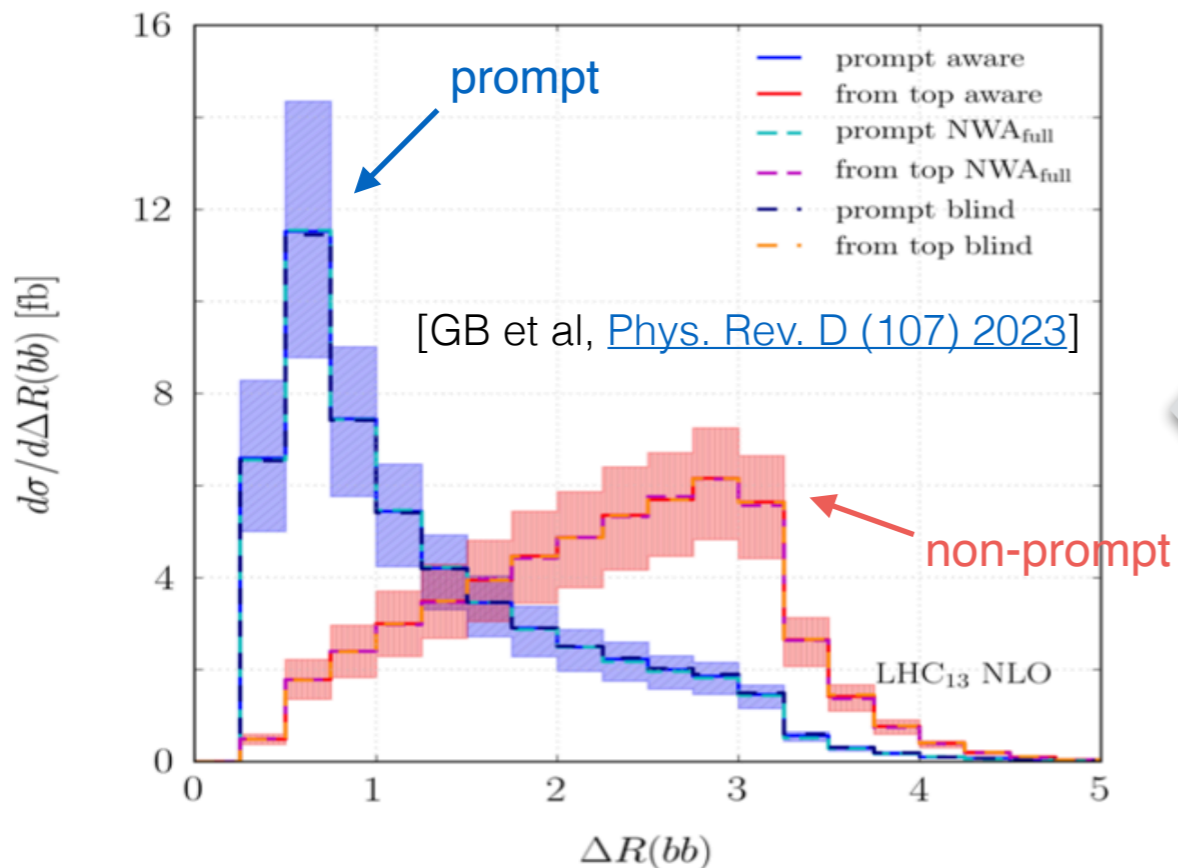 16
12
8
4
0
dσ/dΔR(bb) [fb]
prompt
prompt aware
from top aware
prompt NWA_full
from top NWA_full
prompt blind
from top blind
[GB et al, Phys. Rev. D (107) 2023]
non-prompt
LHC₁₃ NLO
0 1 2 3 4 5
ΔR(bb)